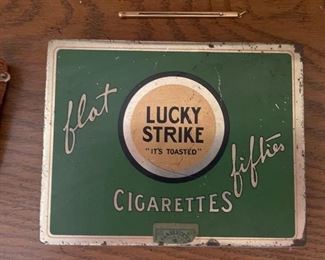 flat
LUCKY
STRIKE
"IT'S TOASTED"
fifties
CIGARETTES